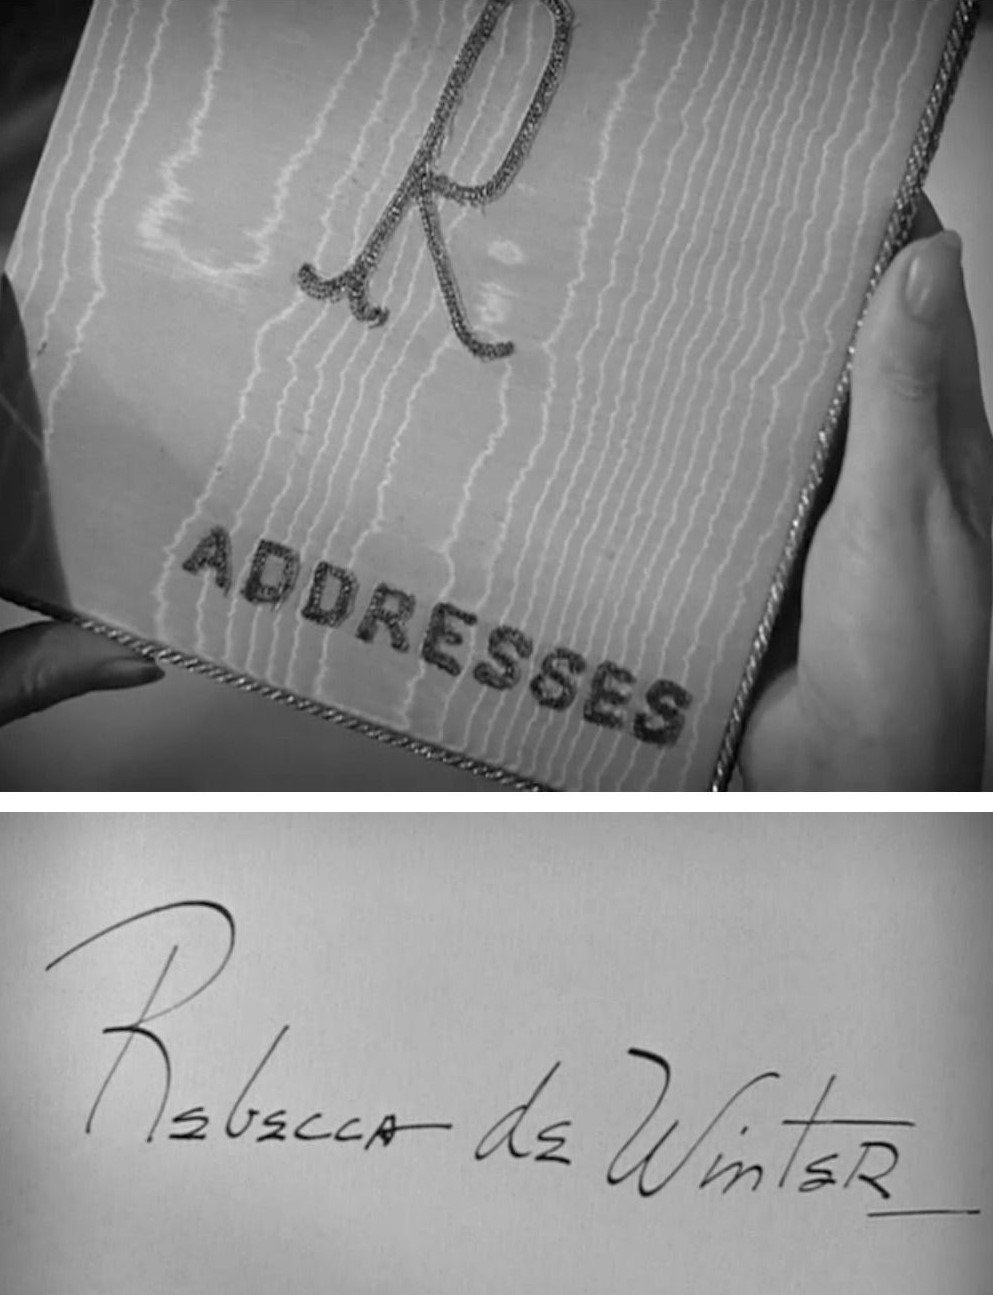 R
ADDRESSES
Rebecca de Winter